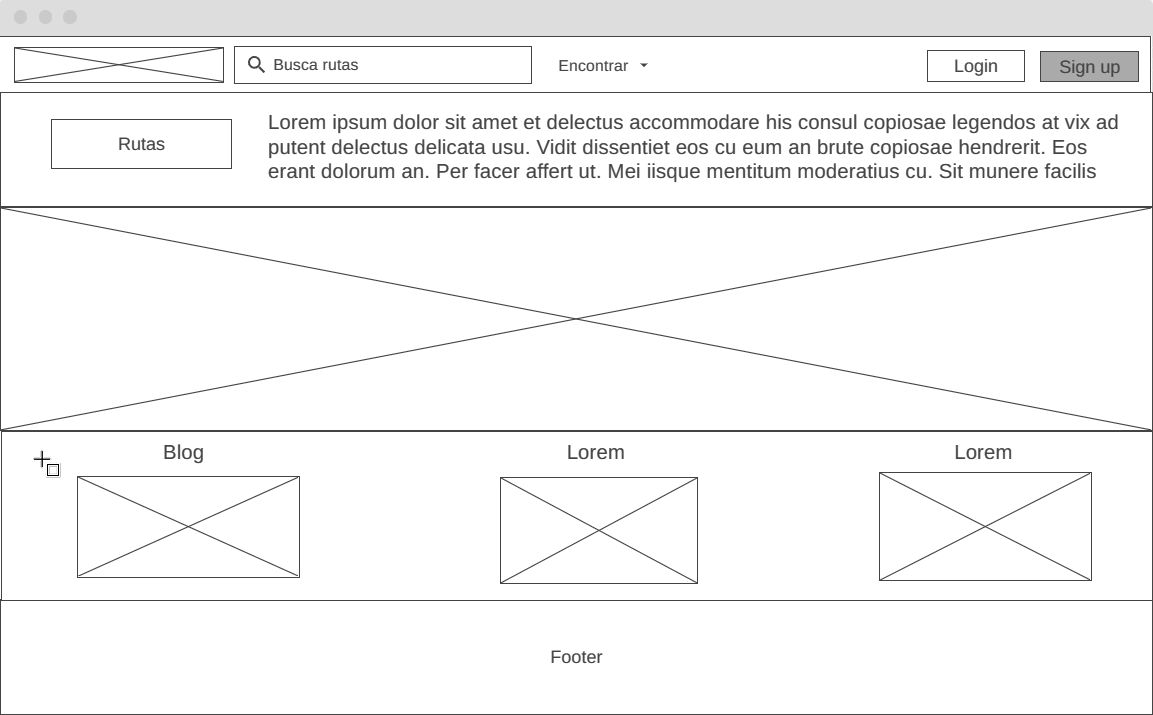 Busca rutas
Encontrar
Login
Sign up
Rutas
Lorem ipsum dolor sit amet et delectus accommodare his consul copiosae legendos at vix ad
putent delectus delicata usu. Vidit dissentiet eos cu eum an brute copiosae hendrerit. Eos
erant dolorum an. Per facer affert ut. Mei iisque mentitum moderatius cu. Sit munere facilis
Blog
Lorem
Lorem
Footer